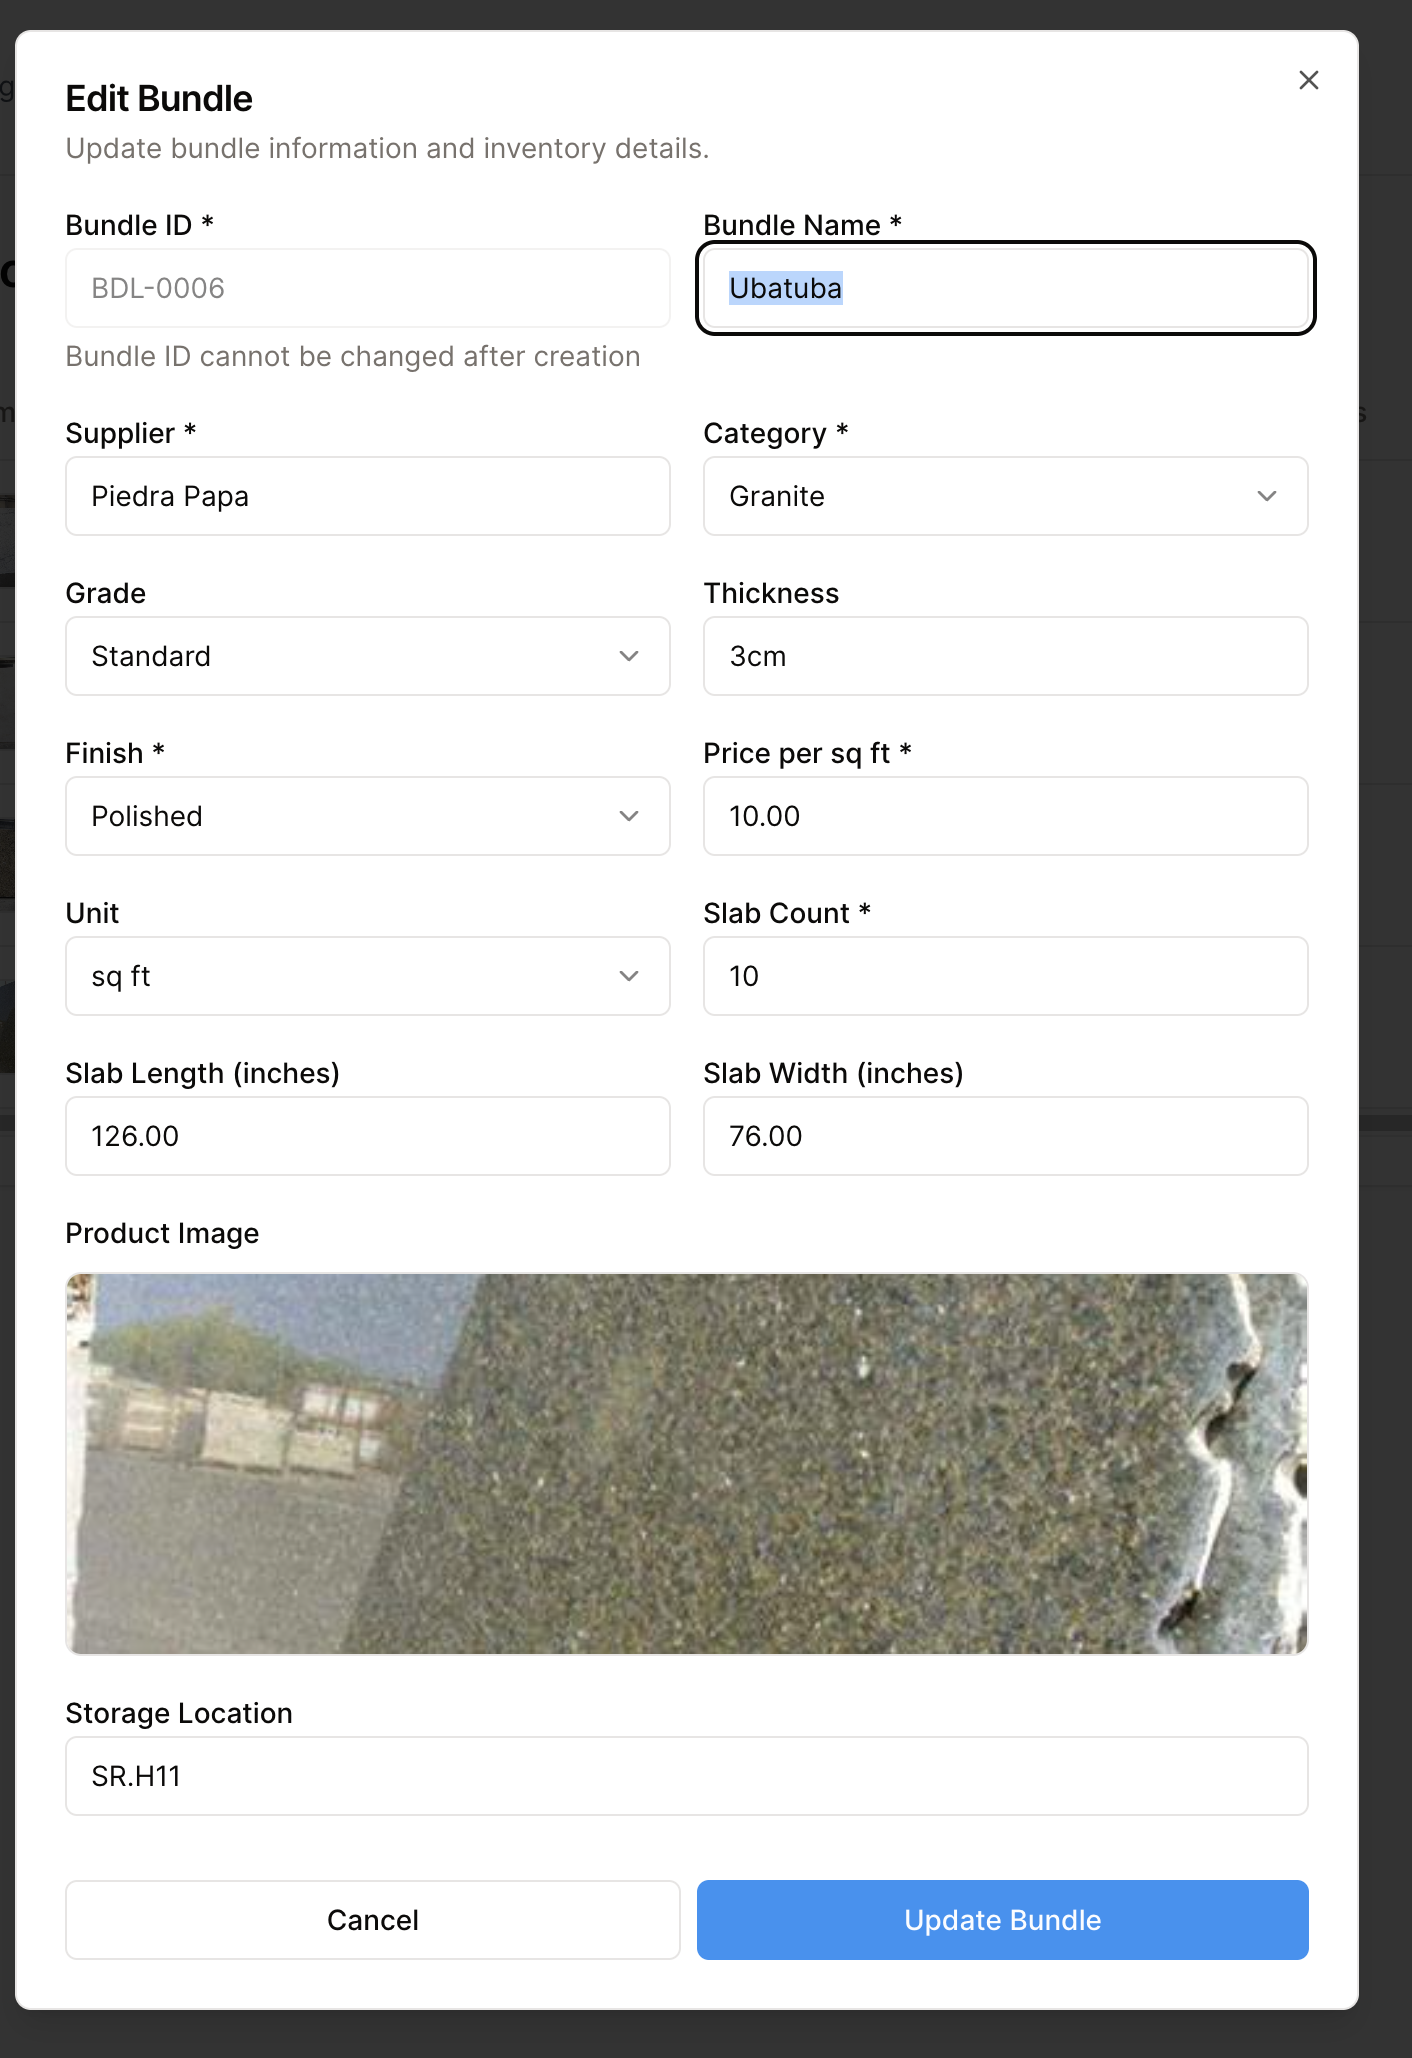 Edit Bundle
Update bundle information and inventory details.
Bundle ID *
BDL-0006
Bundle ID cannot be changed after creation
Bundle Name *
Ubatuba
Supplier *
Piedra Papa
Category *
Granite
Grade
Standard
Thickness
3cm
Finish *
Polished
Price per sq ft *
10.00
Unit
sq ft
Slab Count *
10
Slab Length (inches)
126.00
Slab Width (inches)
76.00
Product Image
Storage Location
SR.H11
Cancel
Update Bundle